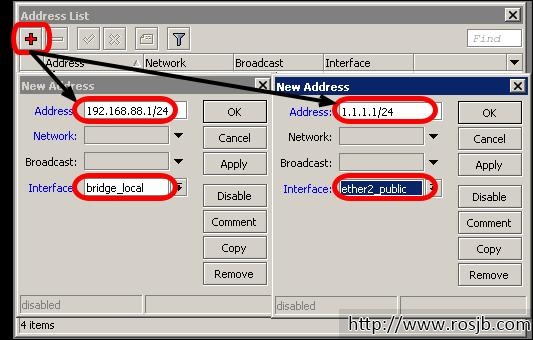 Address List
Find
Address
Network
Broadcast
Interface
New Address
Address:
192.168.88.1/24
Network:
Broadcast:
Interface:
bridge_local
OK
Cancel
Apply
Disable
Comment
Copy
Remove
disabled
New Address
Address:
1.1.1.1/24
Network:
Broadcast:
Interface:
ether2_public
OK
Cancel
Apply
Disable
Comment
Copy
Remove
disabled
4 items
http://www.rosjb.com